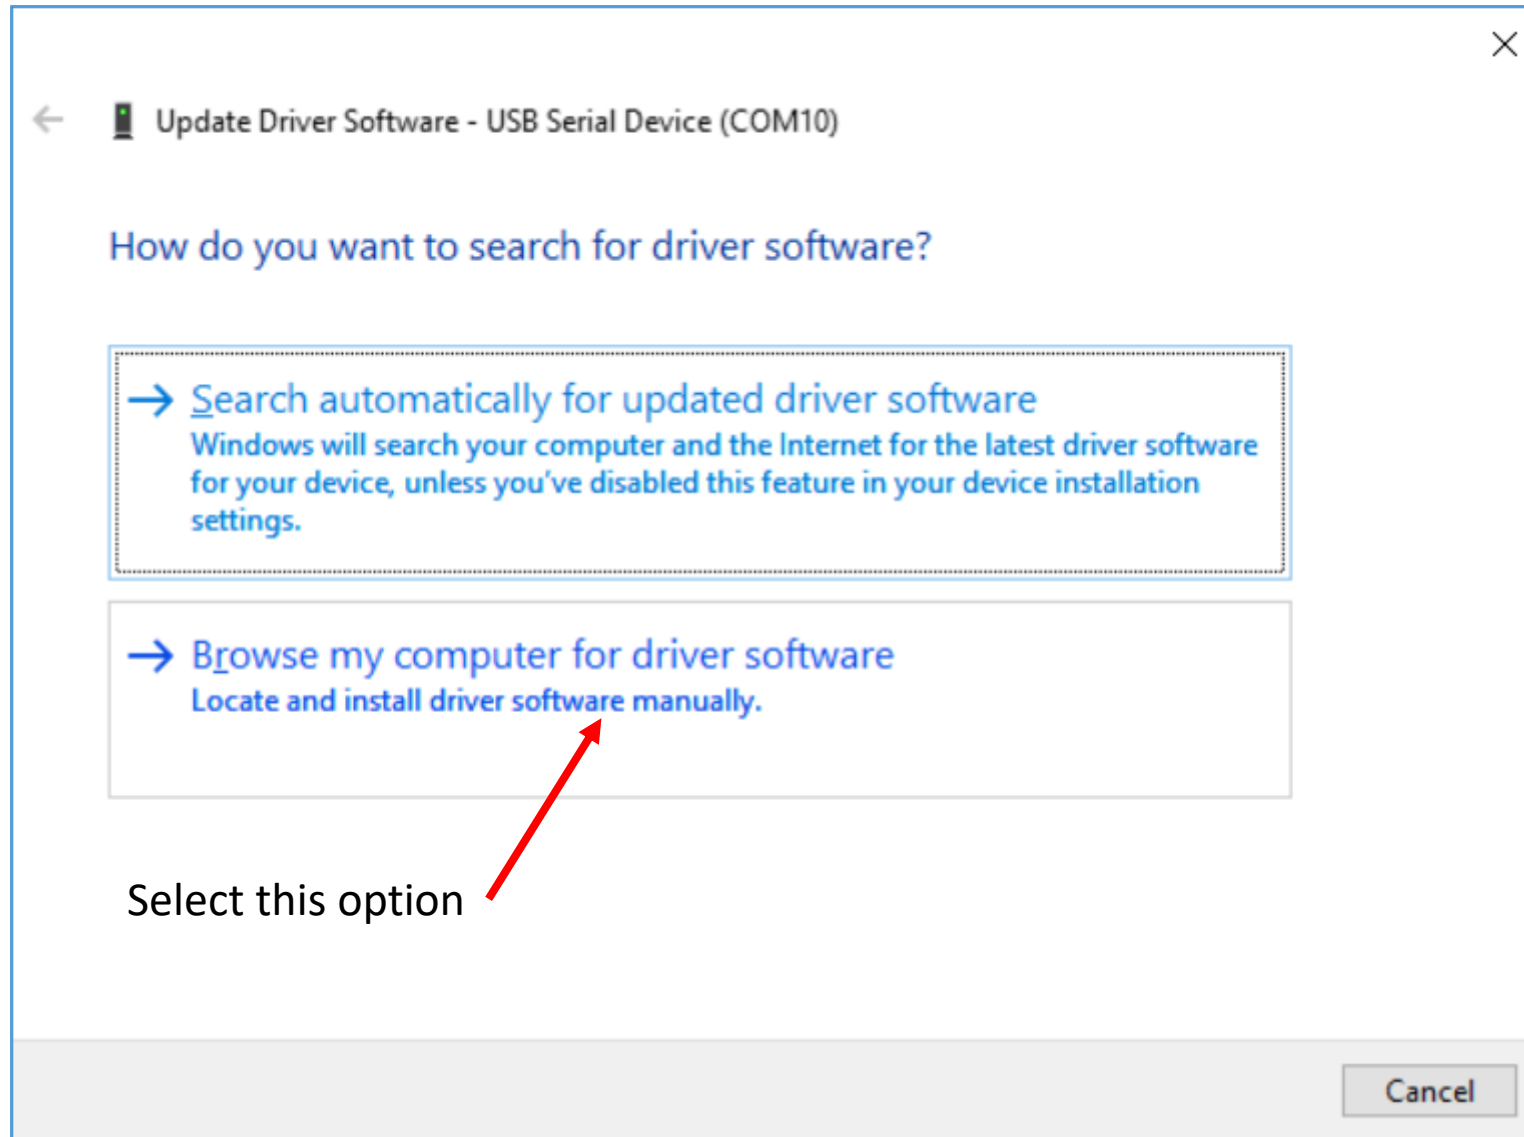 Update Driver Software - USB Serial Device (COM10)
How do you want to search for driver software?
Search automatically for updated driver software
Windows will search your computer and the Internet for the latest driver software
for your device, unless you've disabled this feature in your device installation
settings.
Browse my computer for driver software
Locate and install driver software manually.
Select this option
Cancel